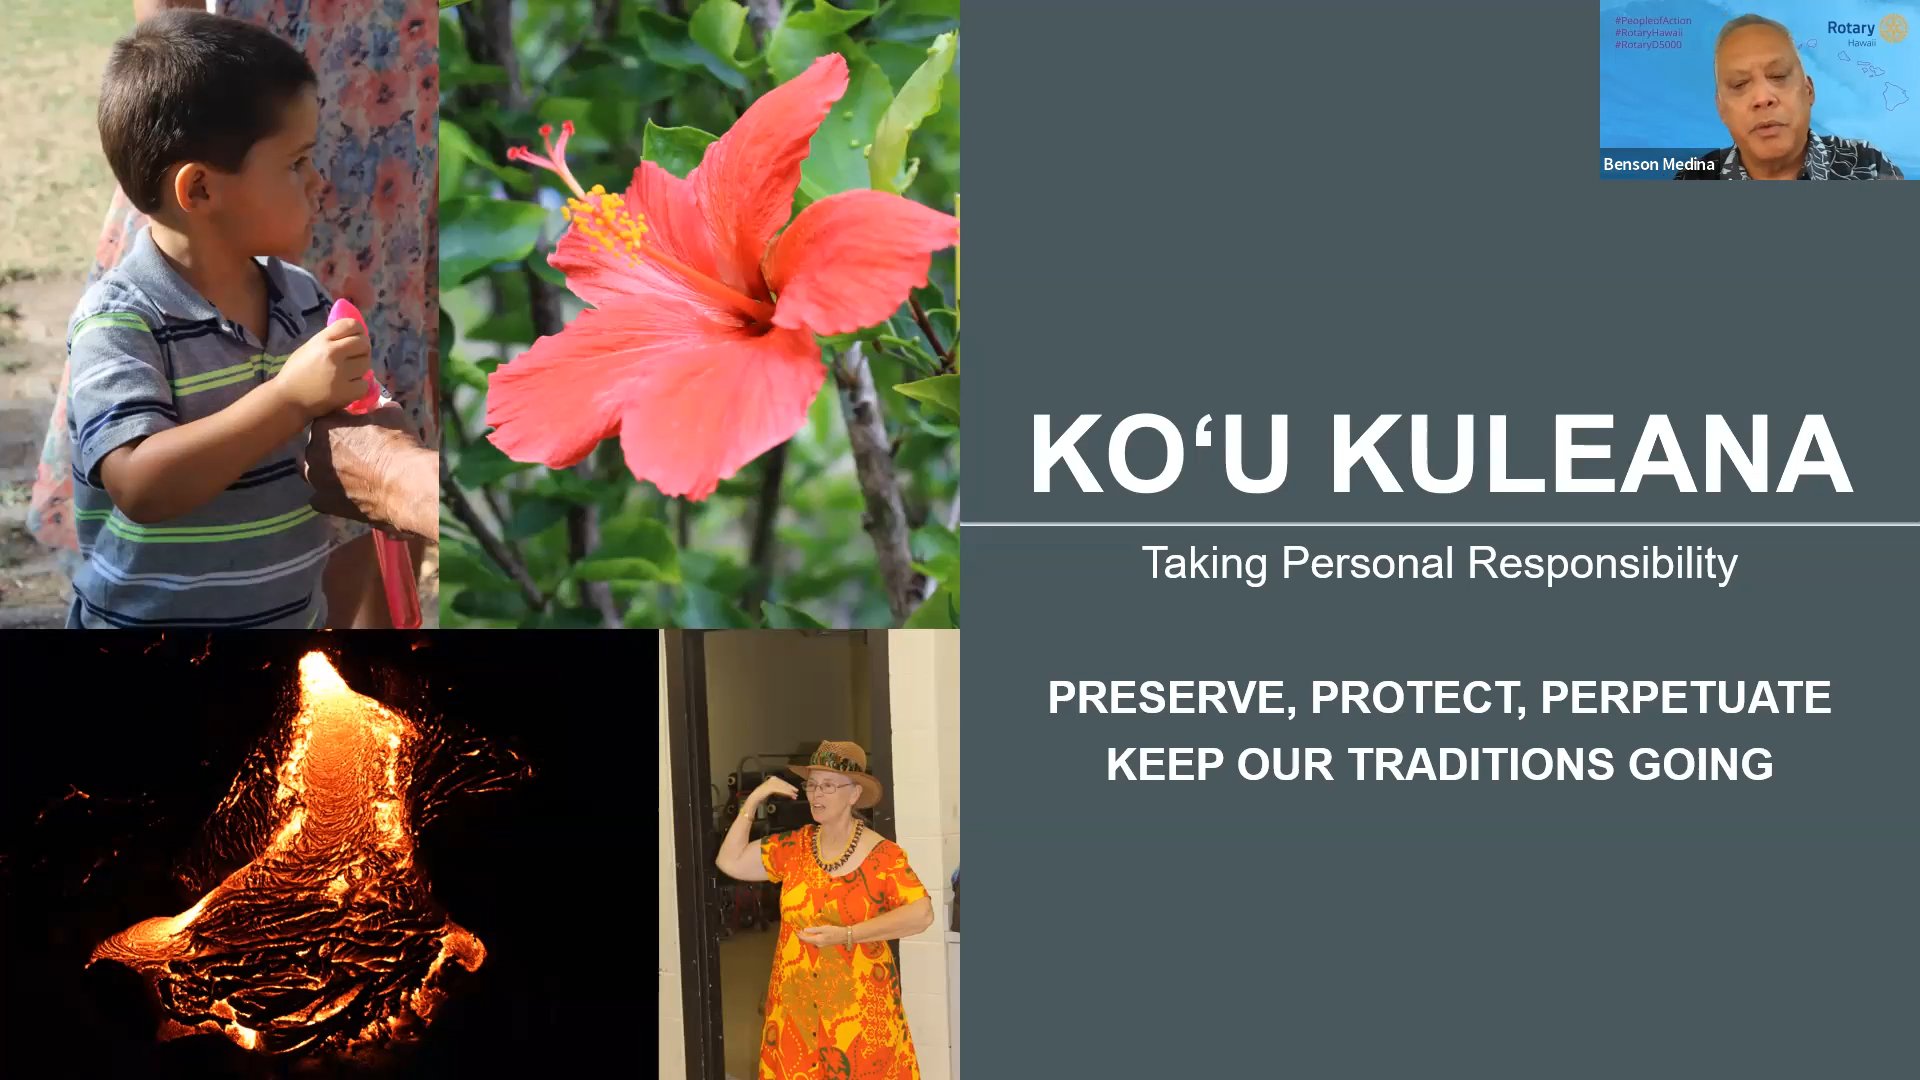 #PeopleofAction
#RotaryHawaii
#RotaryD5000
Rotary
Hawaii
Benson Medina
KOʻU KULEANA
Taking Personal Responsibility
PRESERVE, PROTECT, PERPETUATE
KEEP OUR TRADITIONS GOING